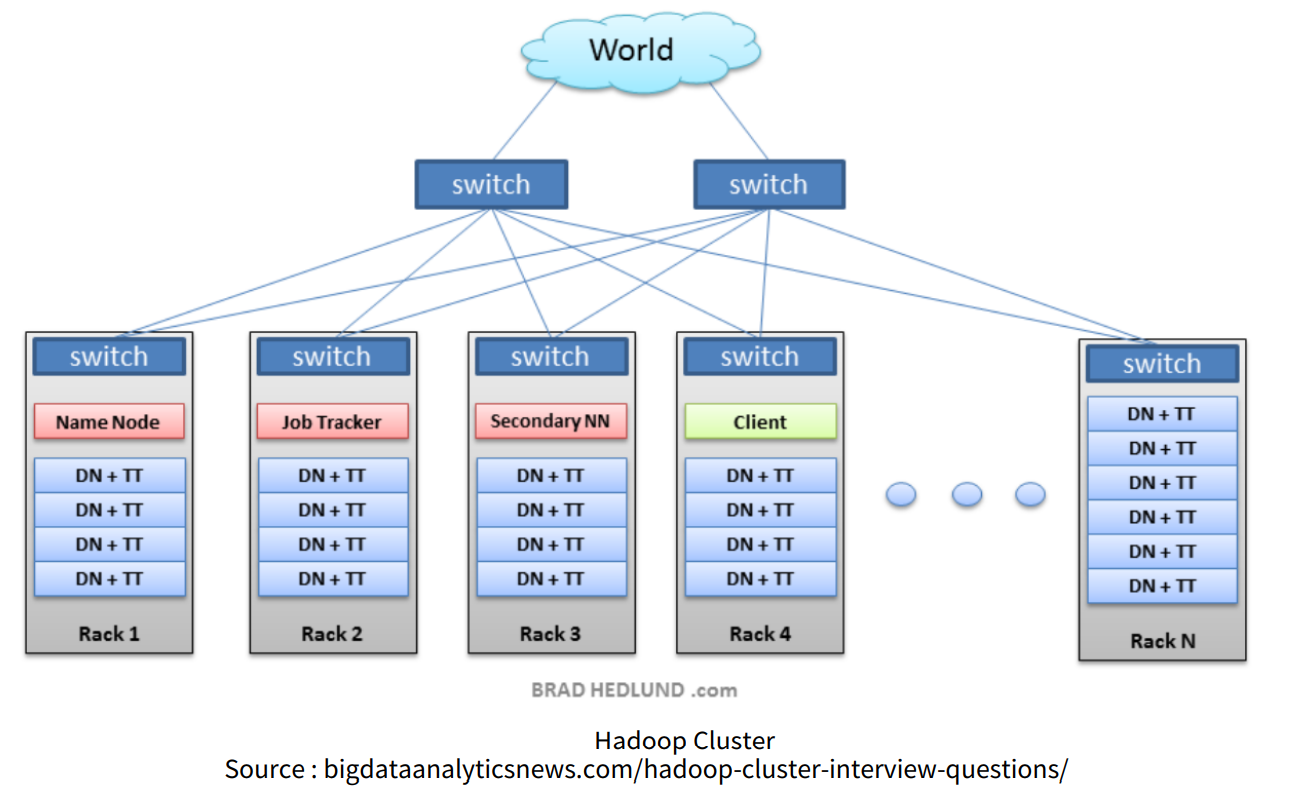 World
switch
switch
switch
Name Node
DN + TT
DN + TT
DN + TT
DN + TT
Rack 1
switch
Job Tracker
DN + TT
DN + TT
DN + TT
DN + TT
Rack 2
switch
Secondary NN
DN + TT
DN + TT
DN + TT
DN + TT
Rack 3
switch
Client
DN + TT
DN + TT
DN + TT
DN + TT
Rack 4
switch
DN + TT
DN + TT
DN + TT
DN + TT
DN + TT
DN + TT
Rack N
BRAD HEDLUND .com
Hadoop Cluster
Source : bigdataanalyticsnews.com/hadoop-cluster-interview-questions/